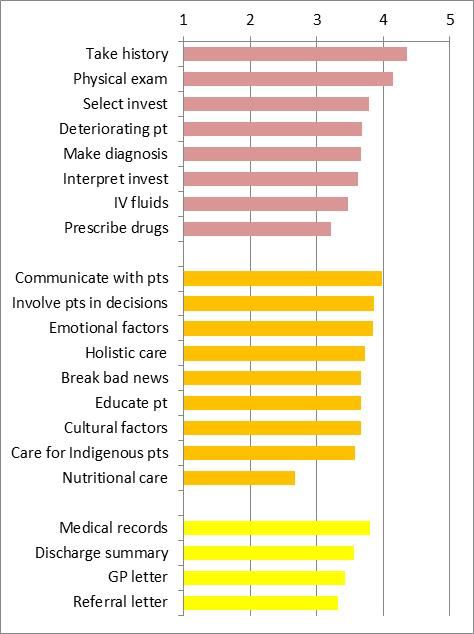 1 2 3 4 5
Take history
Physical exam
Select invest
Deteriorating pt
Make diagnosis
Interpret invest
IV fluids
Prescribe drugs
Communicate with pts
Involve pts in decisions
Emotional factors
Holistic care
Break bad news
Educate pt
Cultural factors
Care for Indigenous pts
Nutritional care
Medical records
Discharge summary
GP letter
Referral letter